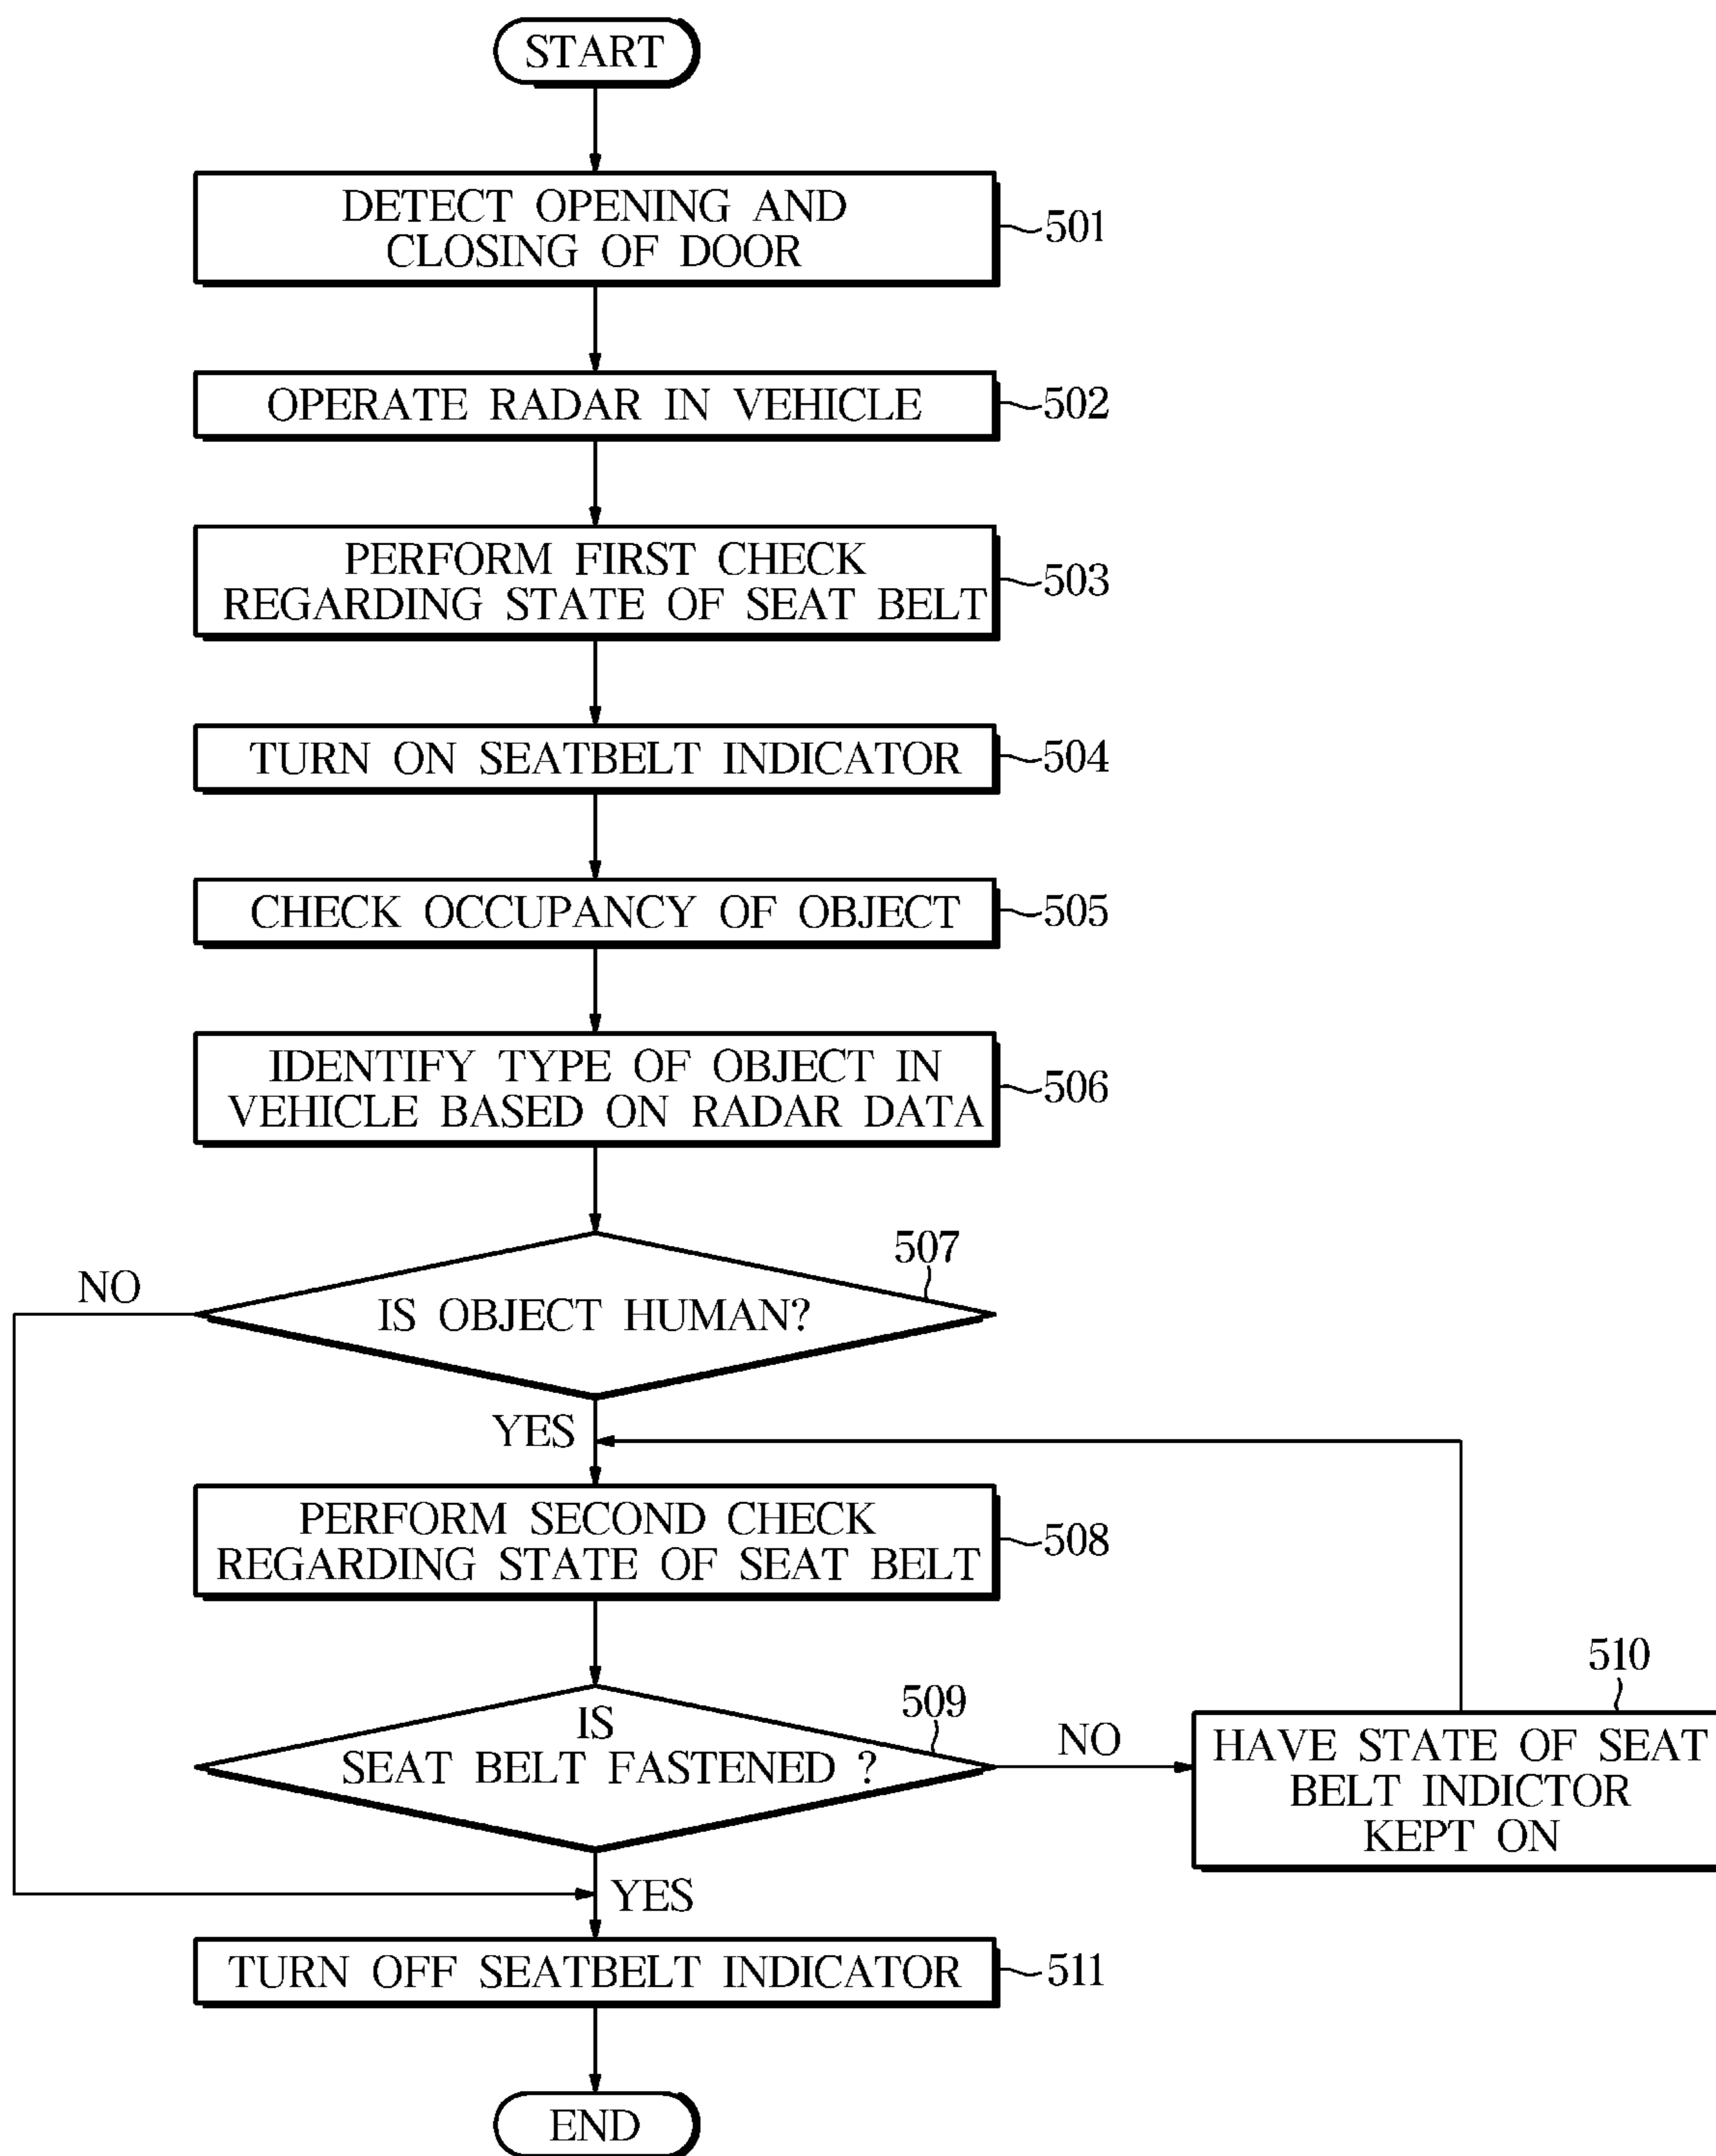 START
DETECT OPENING AND
CLOSING OF DOOR
501
OPERATE RADAR IN VEHICLE
502
PERFORM FIRST CHECK
REGARDING STATE OF SEAT BELT
503
TURN ON SEATBELT INDICATOR
504
CHECK OCCUPANCY OF OBJECT
505
IDENTIFY TYPE OF OBJECT IN
VEHICLE BASED ON RADAR DATA
506
507
NO
IS OBJECT HUMAN?
YES
PERFORM SECOND CHECK
REGARDING STATE OF SEAT BELT
508
509
IS
SEAT BELT FASTENED ?
NO
510
HAVE STATE OF SEAT
BELT INDICTOR
KEPT ON
YES
TURN OFF SEATBELT INDICATOR
511
END